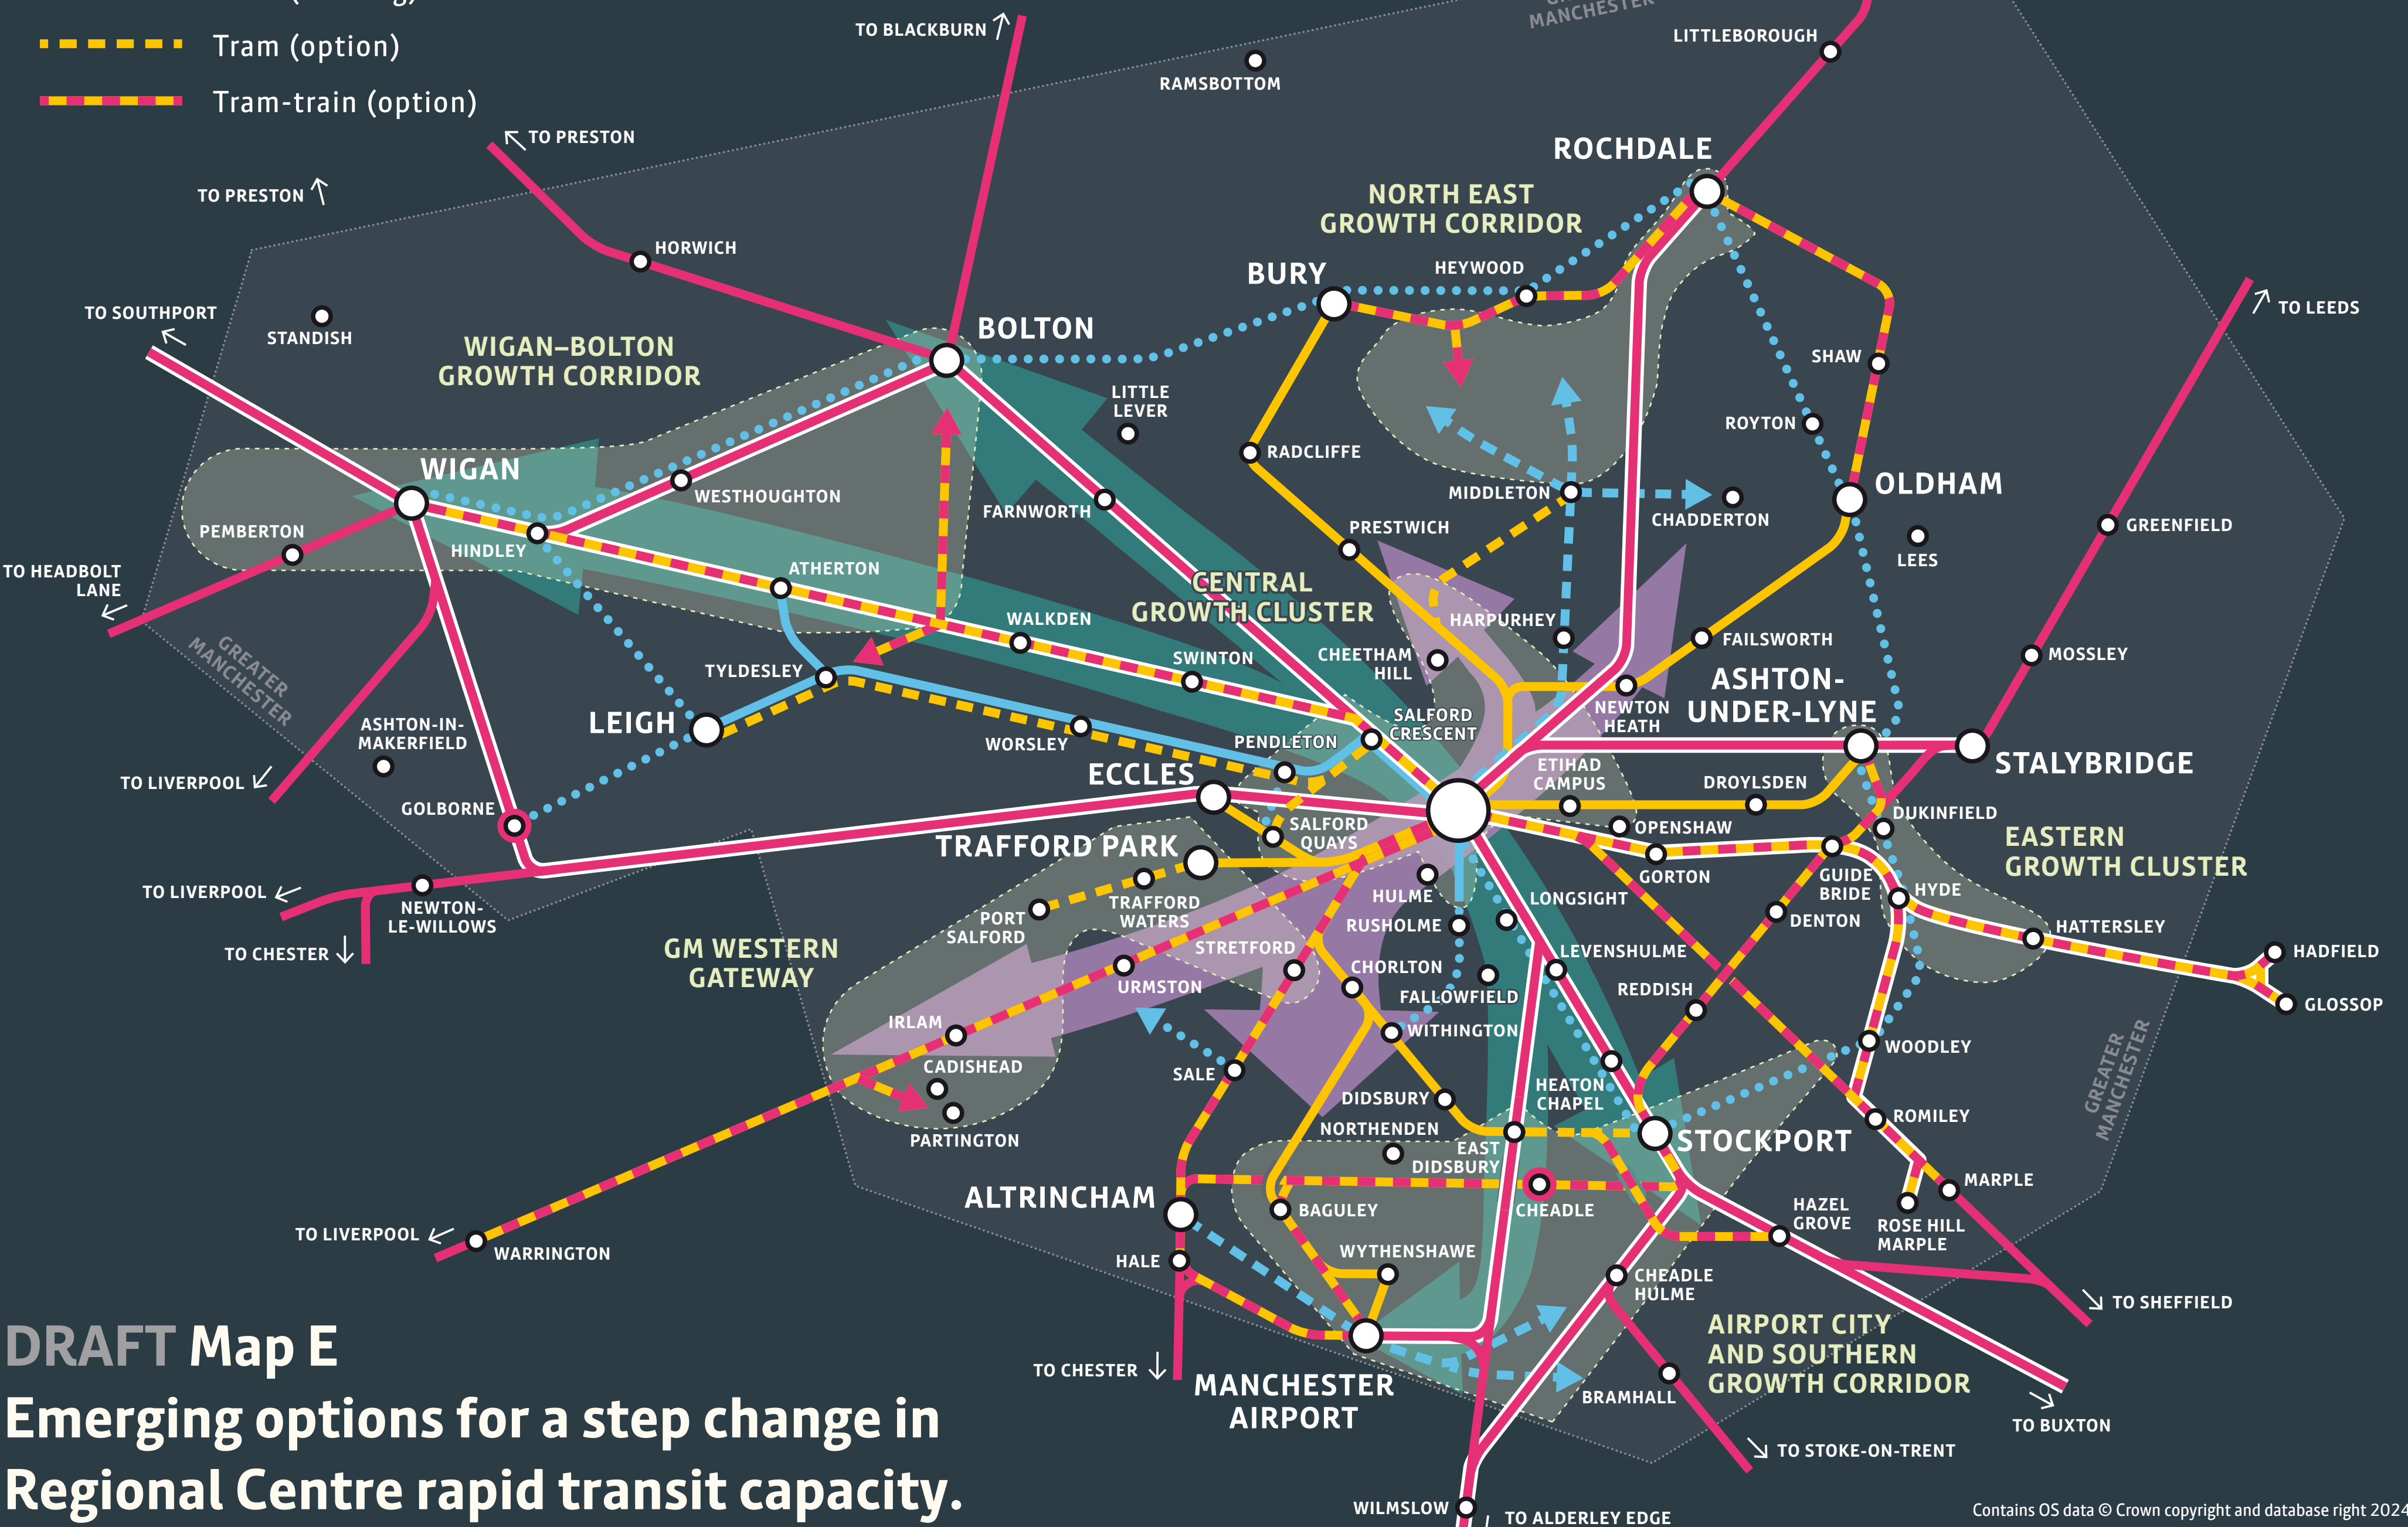 Tram (option)
Tram-train (option)
TO BLACKBURN
RAMSBOTTOM
MANCHESTER
LITTLEBOROUGH
TO PRESTON
TO PRESTON
ROCHDALE
NORTH EAST
GROWTH CORRIDOR
HORWICH
BURY
HEYWOOD
TO SOUTHPORT
STANDISH
WIGAN–BOLTON
GROWTH CORRIDOR
BOLTON
TO LEEDS
SHAW
LITTLE
LEVER
ROYTON
RADCLIFFE
WIGAN
WESTHOUGHTON
FARNWORTH
MIDDLETON
CHADDERTON
OLDHAM
PEMBERTON
HINDLEY
PRESTWICH
GREENFIELD
LEES
TO HEADBOLT
LANE
ATHERTON
CENTRAL
GROWTH CLUSTER
WALKDEN
HARPURHEY
FAILSWORTH
GREATER
MANCHESTER
TYLDESLEY
SWINTON
CHEETHAM
HILL
MOSSLEY
ASHTON-
UNDER-LYNE
LEIGH
ASHTON-IN-
MAKERFIELD
WORSLEY
PENDLETON
SALFORD
CRESCENT
NEWTON
HEATH
STALYBRIDGE
TO LIVERPOOL
GOLBORNE
ECCLES
ETIHAD
CAMPUS
DROYLSDEN
DUKINFIELD
SALFORD
QUAYS
OPENSHAW
TRAFFORD PARK
EASTERN
GROWTH CLUSTER
TO LIVERPOOL
NEWTON-
LE-WILLOWS
TRAFFORD
WATERS
HULME
GORTON
GUIDE
BRIDGE
HYDE
PORT
SALFORD
RUSHOLME
LONGSIGHT
DENTON
HATTERSLEY
TO CHESTER
GM WESTERN
GATEWAY
STRETFORD
LEVENSHULME
HADFIELD
URMSTON
CHORLTON
FALLOWFIELD
REDDISH
GLOSSOP
IRLAM
WITHINGTON
WOODLEY
GREATER
MANCHESTER
CADISHEAD
SALE
HEATON
CHAPEL
DIDSBURY
ROMILEY
PARTINGTON
NORTHENDEN
EAST
DIDSBURY
STOCKPORT
MARPLE
ALTRINCHAM
BAGULEY
CHEADLE
HAZEL
GROVE
ROSE HILL
MARPLE
TO LIVERPOOL
WARRINGTON
HALE
WYTHENSHAWE
CHEADLE
HULME
TO SHEFFIELD
AIRPORT CITY
AND SOUTHERN
GROWTH CORRIDOR
TO CHESTER
MANCHESTER
AIRPORT
BRAMHALL
TO BUXTON
TO STOKE-ON-TRENT
WILMSLOW
TO ALDERLEY EDGE
DRAFT Map E
Emerging options for a step change in
Regional Centre rapid transit capacity.
Contains OS data © Crown copyright and database right 2024